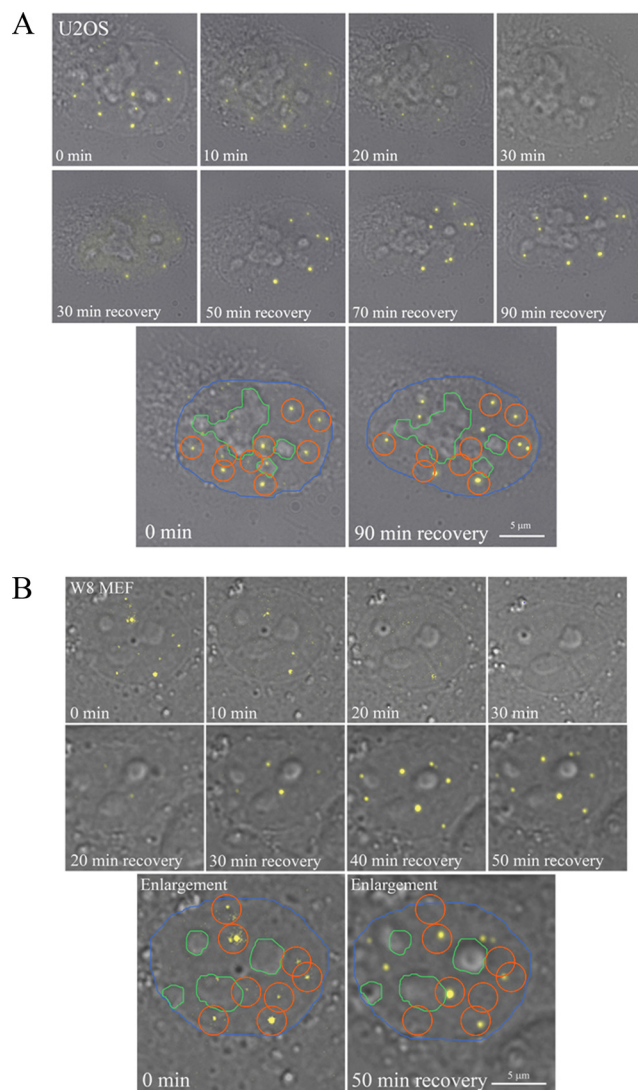 A
U2OS
0 min
10 min
20 min
30 min
30 min recovery
50 min recovery
70 min recovery
90 min recovery
0 min
90 min recovery
5 μm
B
W8 MEF
0 min
10 min
20 min
30 min
20 min recovery
30 min recovery
40 min recovery
50 min recovery
Enlargement
Enlargement
0 min
50 min recovery
5 μm